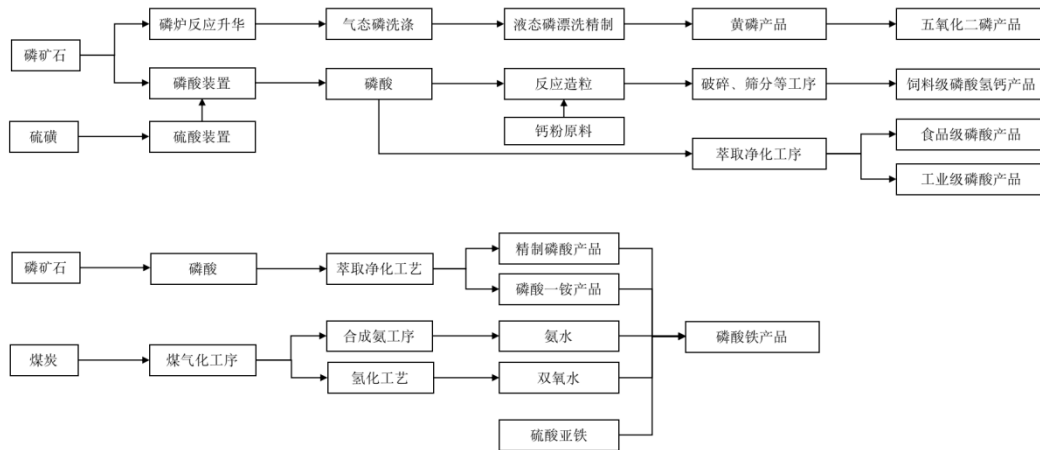 磷炉反应升华
气态磷洗涤
液态磷漂洗精制
黄磷产品
五氧化二磷产品
磷矿石
磷酸装置
磷酸
反应造粒
破碎、筛分等工序
饲料级磷酸氢钙产品
硫磺
硫酸装置
钙粉原料
食品级磷酸产品
萃取净化工序
工业级磷酸产品
精制磷酸产品
磷矿石
磷酸
萃取净化工艺
磷酸一铵产品
合成氨工序
氨水
磷酸铁产品
煤炭
煤气化工序
氢化工艺
双氧水
硫酸亚铁